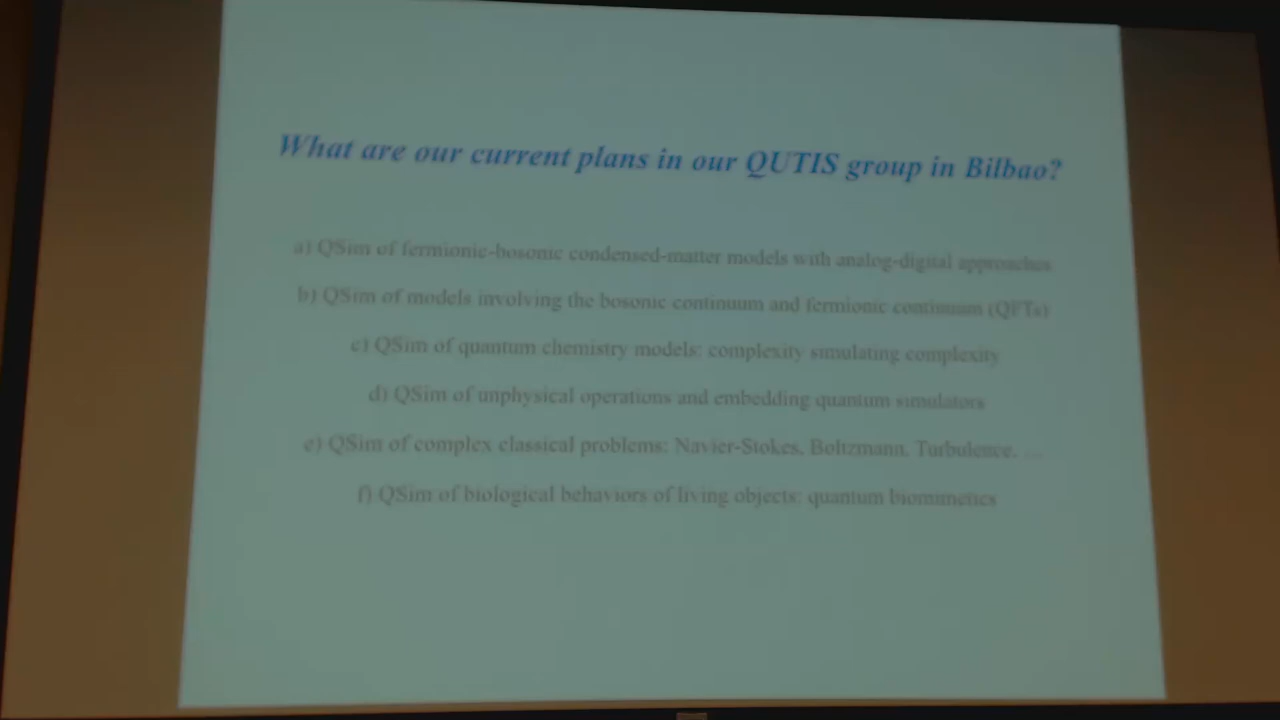 What are our current plans in our QUTIS group in Bilbao?
a) QSim of fermionic-bosonic condensed-matter models with analog-digital approaches
b) QSim of models involving the bosonic continuum and fermionic continuum (QFTs)
c) QSim of quantum chemistry models: complexity simulating complexity
d) QSim of unphysical operations and embedding quantum simulators
e) QSim of complex classical problems: Navier-Stokes, Boltzmann, Turbulence, ...
f) QSim of biological behaviors of living objects: quantum biomimetics